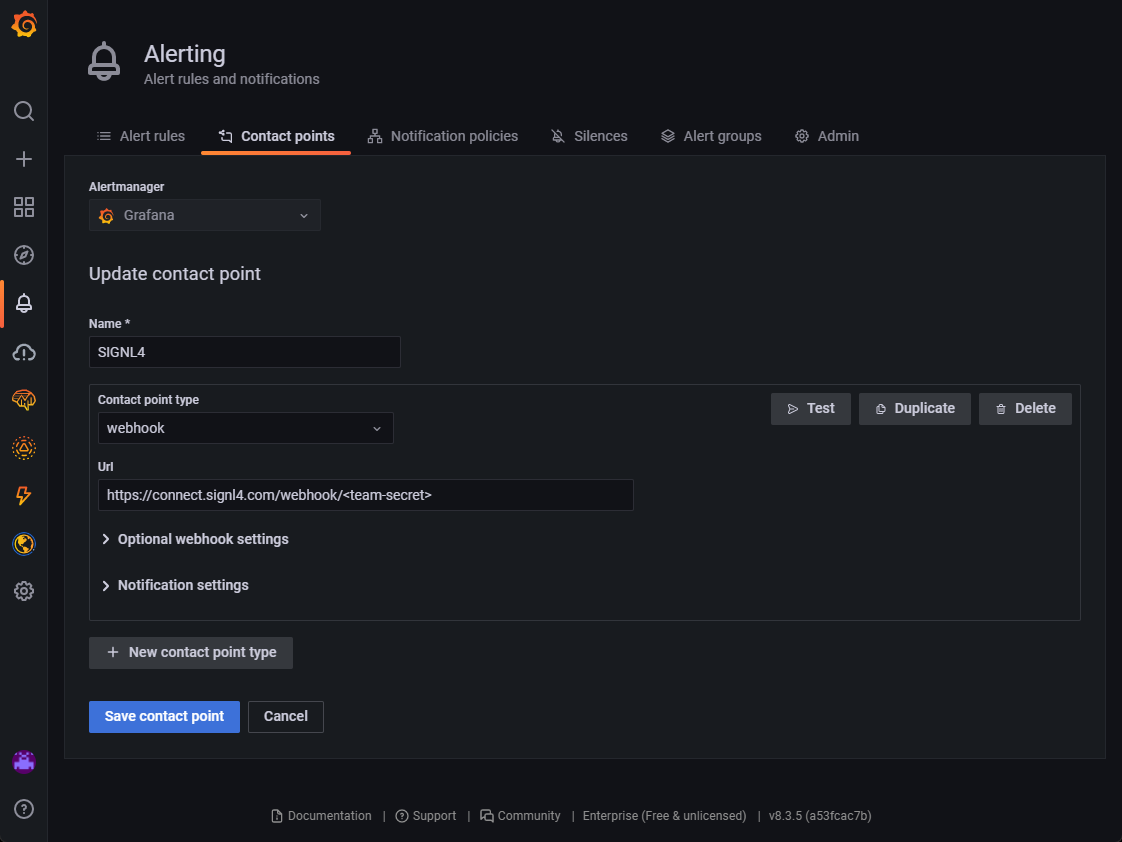 Alerting
Alert rules and notifications
Alert rules Contact points Notification policies Silences Alert groups Admin
Alertmanager
Grafana
Update contact point
Name *
SIGNL4
Contact point type
Test Duplicate Delete
webhook
Url
https://connect.signl4.com/webhook/<team-secret>
Optional webhook settings
Notification settings
New contact point type
Save contact point Cancel
Documentation | Support | Community | Enterprise (Free & unlicensed) | v8.3.5 (a53fcac7b)